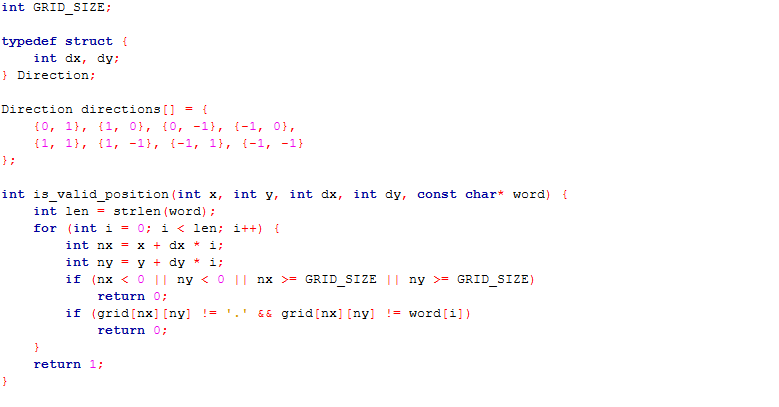 int GRID_SIZE;
typedef struct {
    int dx, dy;
} Direction;
Direction directions[] = {
    {0, 1}, {1, 0}, {0, -1}, {-1, 0},
    {1, 1}, {1, -1}, {-1, 1}, {-1, -1}
};
int is_valid_position(int x, int y, int dx, int dy, const char* word) {
    int len = strlen(word);
    for (int i = 0; i < len; i++) {
        int nx = x + dx * i;
        int ny = y + dy * i;
        if (nx < 0 || ny < 0 || nx >= GRID_SIZE || ny >= GRID_SIZE)
            return 0;
        if (grid[nx][ny] != '.' && grid[nx][ny] != word[i])
            return 0;
    }
    return 1;
}